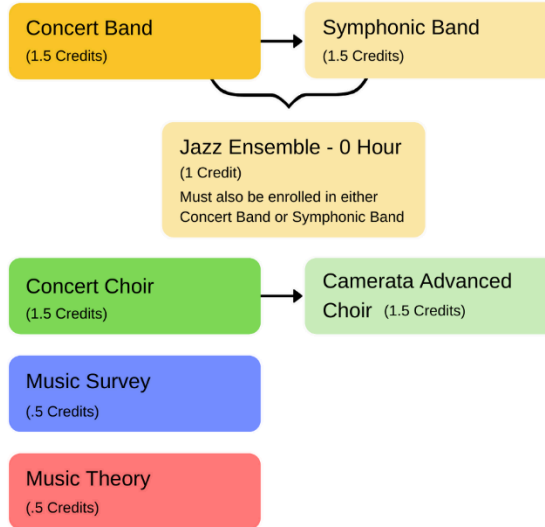 Concert Band
(1.5 Credits)
Symphonic Band
(1.5 Credits)
Jazz Ensemble - 0 Hour
(1 Credit)
Must also be enrolled in either
Concert Band or Symphonic Band
Concert Choir
(1.5 Credits)
Camerata Advanced
Choir (1.5 Credits)
Music Survey
(.5 Credits)
Music Theory
(.5 Credits)